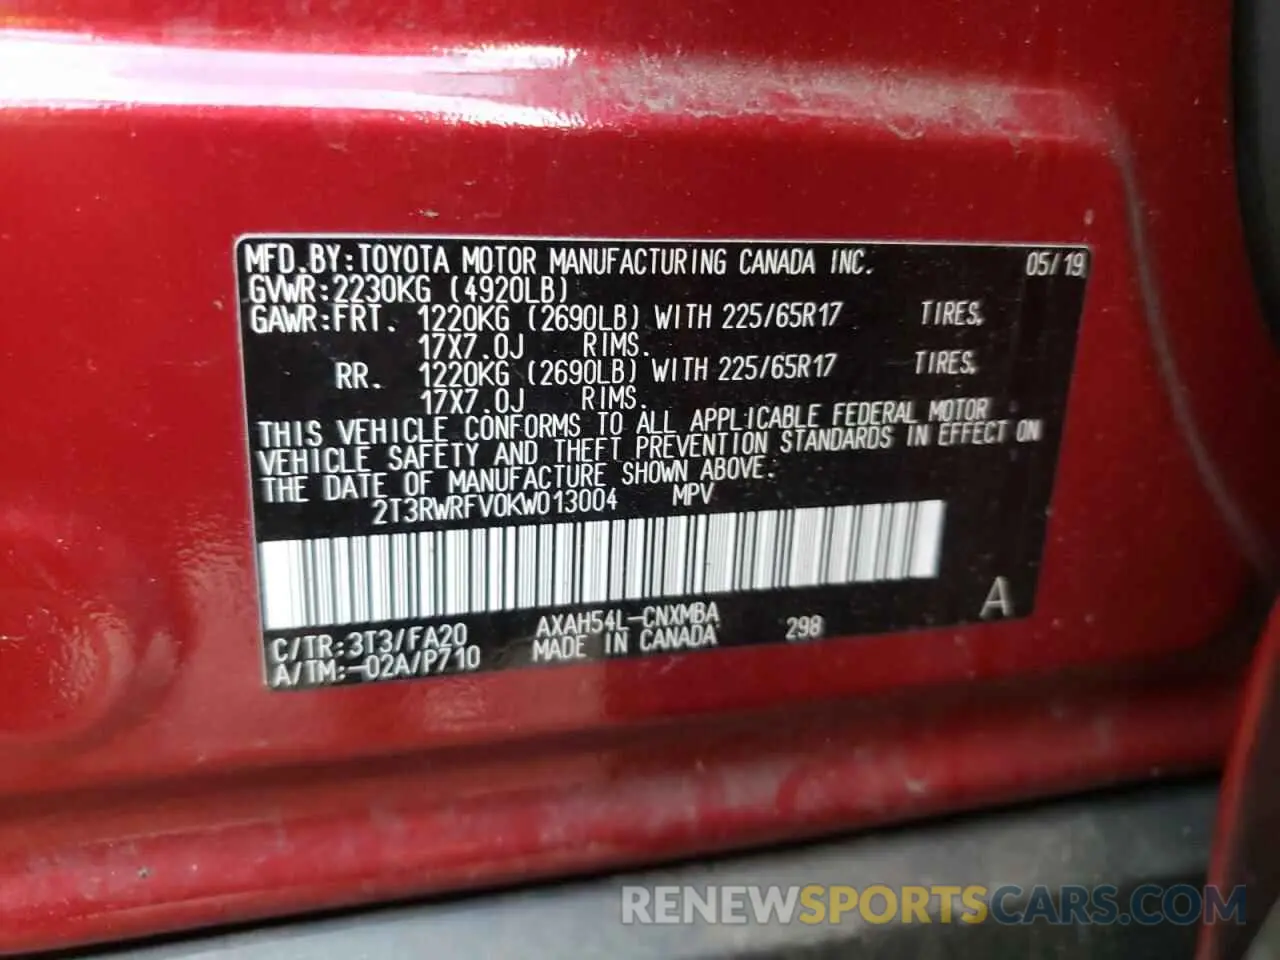 MFD.BY:TOYOTA MOTOR MANUFACTURING CANADA INC. 05/19
GVWR:2230KG (4920LB)
GAWR:FRT. 1220KG (2690LB) WITH 225/65R17 TIRES,
17X7.0J RIMS.
RR. 1220KG (2690LB) WITH 225/65R17 TIRES,
17X7.0J RIMS.
THIS VEHICLE CONFORMS TO ALL APPLICABLE FEDERAL MOTOR
VEHICLE SAFETY AND THEFT PREVENTION STANDARDS IN EFFECT ON
THE DATE OF MANUFACTURE SHOWN ABOVE.
2T3RWRFV0KW013004 MPV
C/TR:3T3/FA20 AXAH54L-CNXMBA 298 A
A/TM:-02A/P710 MADE IN CANADA
RENEWSPORTSCARS.COM